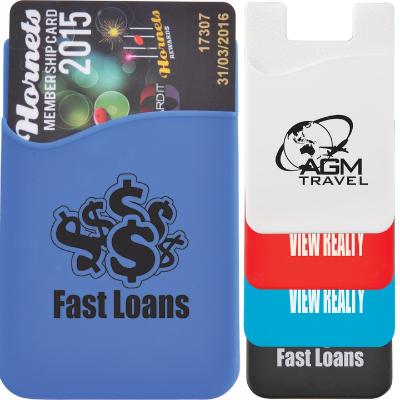 Hornets
MEMBERSHIP CARD
2015
Hornets
REWARDS
17307
31/03/2016
Fast Loans
AGM
TRAVEL
VIEW REALTY
VIEW REALTY
Fast Loans